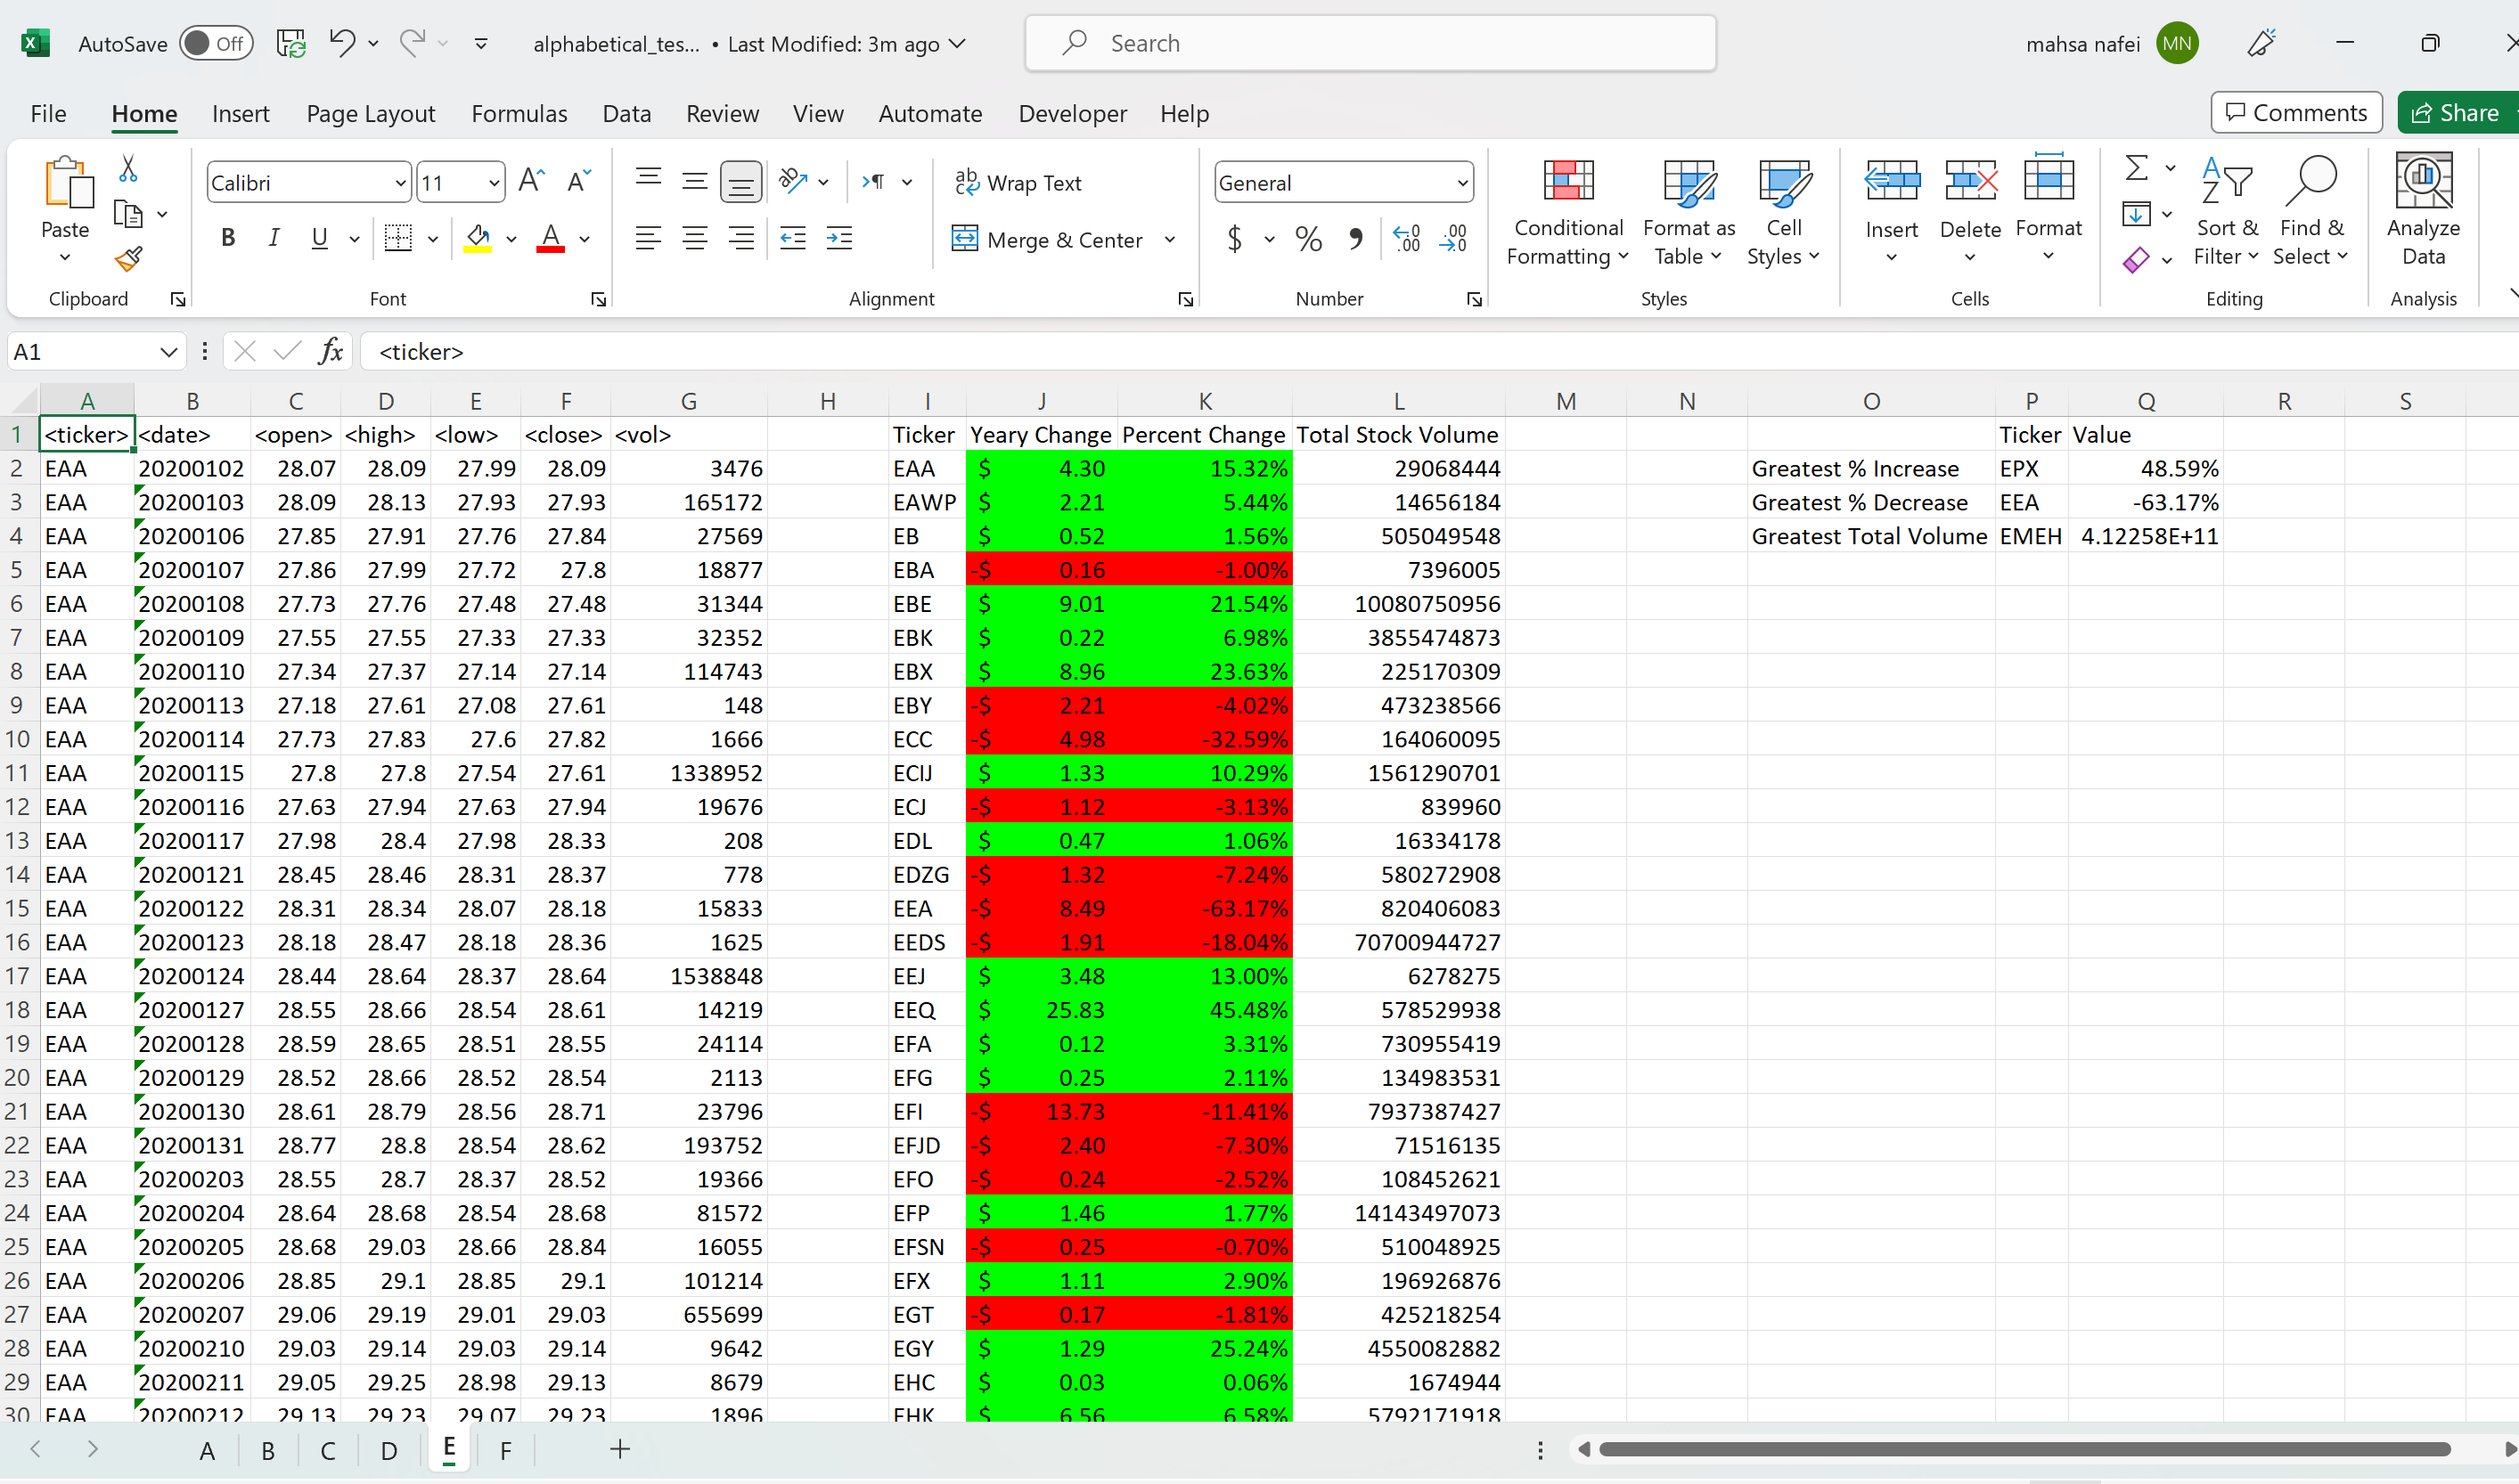 AutoSave Off alphabetical_tes... • Last Modified: 3m ago Search mahsa nafei MN
File Home Insert Page Layout Formulas Data Review View Automate Developer Help Comments Share
Paste Calibri 11 Wrap Text General Conditional Formatting Format as Table Cell Styles Insert Delete Format Sort & Filter Find & Select Analyze Data
B I U Merge & Center $ %
Clipboard Font Alignment Number Styles Cells Editing Analysis
A1 fx <ticker>
A B C D E F G H I J K L M N O P Q R S
1 <ticker> <date> <open> <high> <low> <close> <vol> Ticker Yeary Change Percent Change Total Stock Volume Ticker Value
2 EAA 20200102 28.07 28.09 27.99 28.09 3476 EAA $ 4.30 15.32% 29068444 Greatest % Increase EPX 48.59%
3 EAA 20200103 28.09 28.13 27.93 27.93 165172 EAWP $ 2.21 5.44% 14656184 Greatest % Decrease EEA -63.17%
4 EAA 20200106 27.85 27.91 27.76 27.84 27569 EB $ 0.52 1.56% 505049548 Greatest Total Volume EMEH 4.12258E+11
5 EAA 20200107 27.86 27.99 27.72 27.8 18877 EBA -$ 0.16 -1.00% 7396005
6 EAA 20200108 27.73 27.76 27.48 27.48 31344 EBE $ 9.01 21.54% 10080750956
7 EAA 20200109 27.55 27.55 27.33 27.33 32352 EBK $ 0.22 6.98% 3855474873
8 EAA 20200110 27.34 27.37 27.14 27.14 114743 EBX $ 8.96 23.63% 225170309
9 EAA 20200113 27.18 27.61 27.08 27.61 148 EBY -$ 2.21 -4.02% 473238566
10 EAA 20200114 27.73 27.83 27.6 27.82 1666 ECC -$ 4.98 -32.59% 164060095
11 EAA 20200115 27.8 27.8 27.54 27.61 1338952 ECIJ $ 1.33 10.29% 1561290701
12 EAA 20200116 27.63 27.94 27.63 27.94 19676 ECJ -$ 1.12 -3.13% 839960
13 EAA 20200117 27.98 28.4 27.98 28.33 208 EDL $ 0.47 1.06% 16334178
14 EAA 20200121 28.45 28.46 28.31 28.37 778 EDZG -$ 1.32 -7.24% 580272908
15 EAA 20200122 28.31 28.34 28.07 28.18 15833 EEA -$ 8.49 -63.17% 820406083
16 EAA 20200123 28.18 28.47 28.18 28.36 1625 EEDS -$ 1.91 -18.04% 70700944727
17 EAA 20200124 28.44 28.64 28.37 28.64 1538848 EEJ $ 3.48 13.00% 6278275
18 EAA 20200127 28.55 28.66 28.54 28.61 14219 EEQ $ 25.83 45.48% 578529938
19 EAA 20200128 28.59 28.65 28.51 28.55 24114 EFA $ 0.12 3.31% 730955419
20 EAA 20200129 28.52 28.66 28.52 28.54 2113 EFG $ 0.25 2.11% 134983531
21 EAA 20200130 28.61 28.79 28.56 28.71 23796 EFI -$ 13.73 -11.41% 7937387427
22 EAA 20200131 28.77 28.8 28.54 28.62 193752 EFJD -$ 2.40 -7.30% 71516135
23 EAA 20200203 28.55 28.7 28.37 28.52 19366 EFO -$ 0.24 -2.52% 108452621
24 EAA 20200204 28.64 28.68 28.54 28.68 81572 EFP $ 1.46 1.77% 14143497073
25 EAA 20200205 28.68 29.03 28.66 28.84 16055 EFSN -$ 0.25 -0.70% 510048925
26 EAA 20200206 28.85 29.1 28.85 29.1 101214 EFX $ 1.11 2.90% 196926876
27 EAA 20200207 29.06 29.19 29.01 29.03 655699 EGT -$ 0.17 -1.81% 425218254
28 EAA 20200210 29.03 29.14 29.03 29.14 9642 EGY $ 1.29 25.24% 4550082882
29 EAA 20200211 29.05 29.25 28.98 29.13 8679 EHC $ 0.03 0.06% 1674944
30 EAA 20200212 29.13 29.23 29.07 29.23 1896 EHK $ 6.56 6.58% 5792171918
A B C D E F